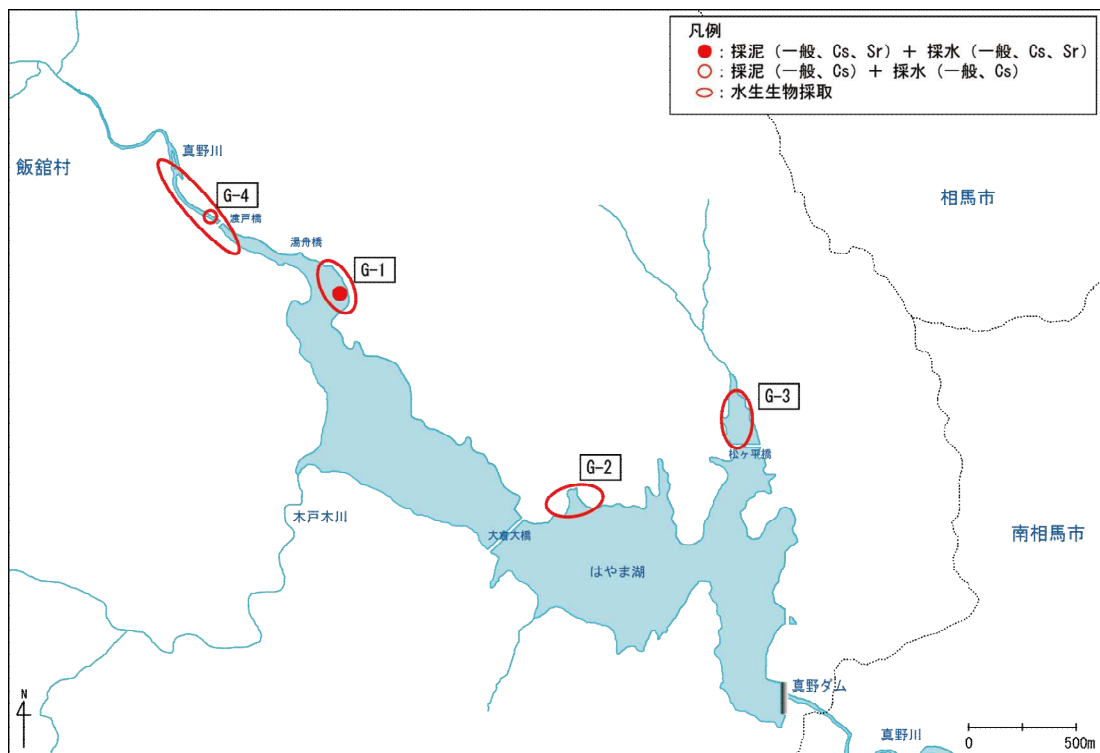 凡例
●：採泥（一般、Cs、Sr）＋ 採水（一般、Cs、Sr）
○：採泥（一般、Cs）＋ 採水（一般、Cs）
：水生生物採取
真野川
飯舘村
G-4
渡戸橋
相馬市
湯舟橋
G-1
G-3
松ヶ平橋
G-2
木戸木川
大倉大橋
南相馬市
はやま湖
真野ダム
N
真野川
0
500m